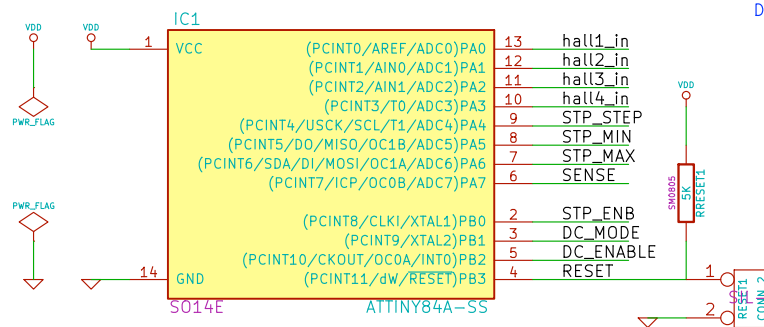 D
IC1
VDD
VDD
1
VCC
(PCINT0/AREF/ADC0)PA0
13
hall1_in
(PCINT1/AIN0/ADC1)PA1
12
hall2_in
(PCINT2/AIN1/ADC2)PA2
11
hall3_in
(PCINT3/T0/ADC3)PA3
10
hall4_in
(PCINT4/USCK/SCL/T1/ADC4)PA4
9
STP_STEP
(PCINT5/DO/MISO/OC1B/ADC5)PA5
8
STP_MIN
(PCINT6/SDA/DI/MOSI/OC1A/ADC6)PA6
7
STP_MAX
(PCINT7/ICP/OC0B/ADC7)PA7
6
SENSE
(PCINT8/CLKI/XTAL1)PB0
2
STP_ENB
(PCINT9/XTAL2)PB1
3
DC_MODE
(PCINT10/CKOUT/OC0A/INT0)PB2
5
DC_ENABLE
(PCINT11/dW/RESET)PB3
4
RESET
14
GND
SO14E
ATTINY84A-SS
PWR_FLAG
PWR_FLAG
VDD
SM0805
5K
RRESET1
1
2
RESET1
CONN_2